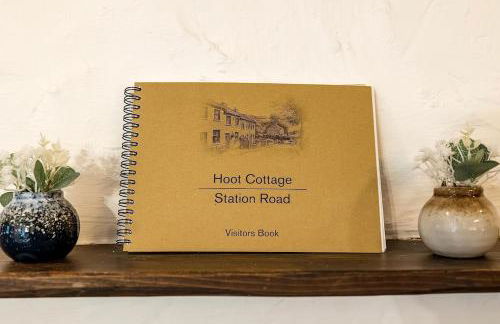 Hoot Cottage
Station Road
Visitors Book